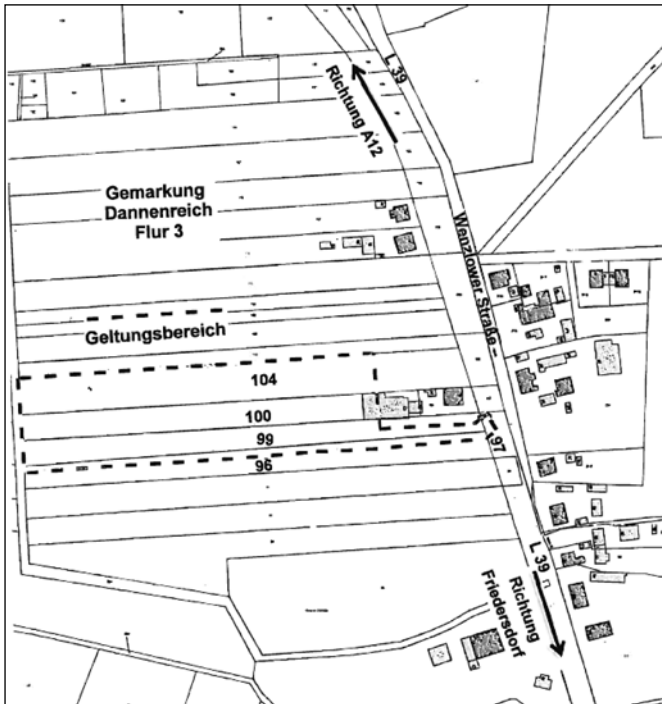 L 39
Richtung A12
Gemarkung
Dannenreich
Flur 3
Wenzlower Straße
Geltungsbereich
104
100
99
97
96
L 39
Richtung
Friedersdorf